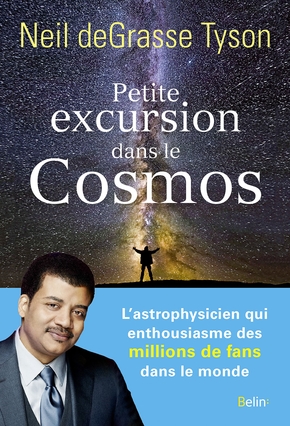 Neil deGrasse Tyson
Petite
excursion
dans le
Cosmos
L'astrophysicien qui
enthousiasme des
millions de fans
dans le monde
Belin: